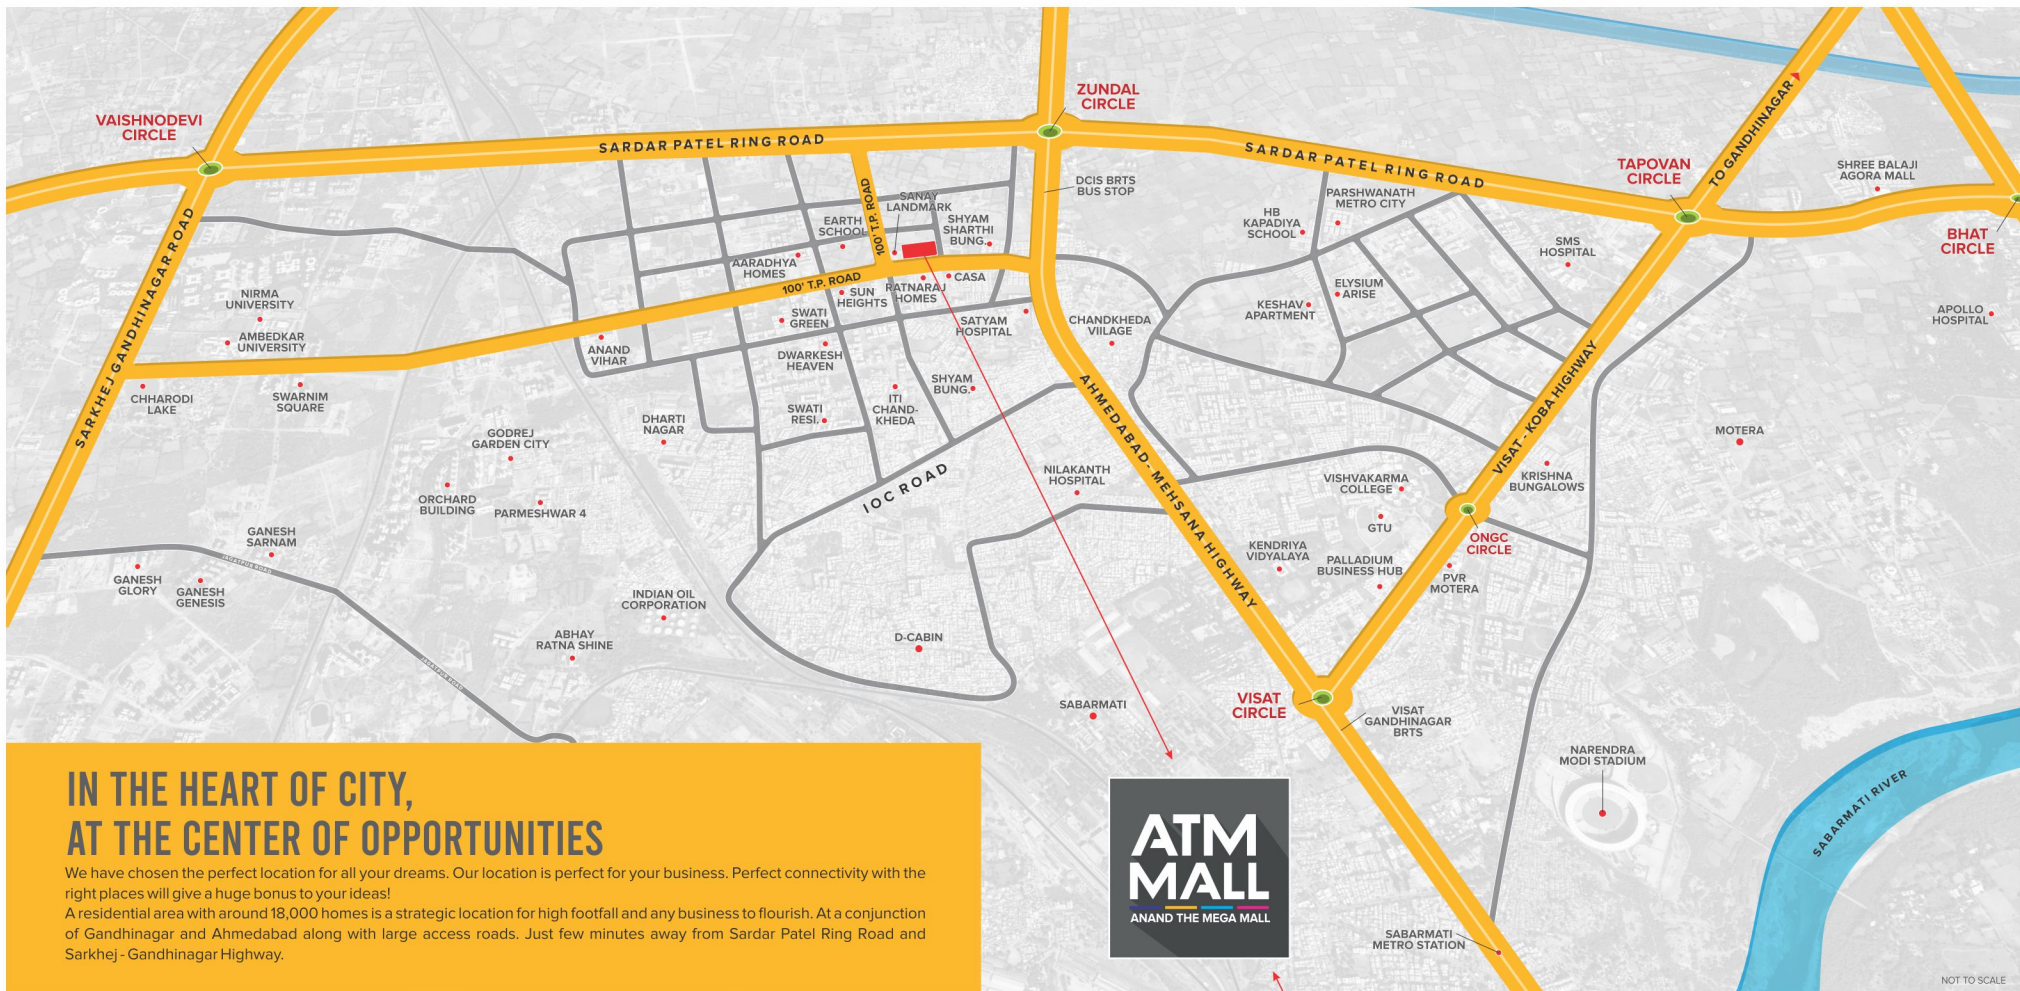 ZUNDAL
CIRCLE
VAISHNODEVI
CIRCLE
SARDAR PATEL RING ROAD
SARDAR PATEL RING ROAD
TAPOVAN
CIRCLE
TO GANDHINAGAR
SHREE BALAJI
AGORA MALL
BHAT
CIRCLE
DCIS BRTS
BUS STOP
PARSHWANATH
METRO CITY
HB
KAPADIYA
SCHOOL
SMS
HOSPITAL
100' T.P. ROAD
SANAY
LANDMARK
EARTH
SCHOOL
SHYAM
SHARTHI
BUNG.
AARADHYA
HOMES
100' T.P. ROAD
SUN
HEIGHTS
RATNARAJ
HOMES
CASA
ELYSIUM
ARISE
KESHAV
APARTMENT
APOLLO
HOSPITAL
SARKHEJ GANDHINAGAR ROAD
NIRMA
UNIVERSITY
AMBEDKAR
UNIVERSITY
SWATI
GREEN
SATYAM
HOSPITAL
CHANDKHEDA
VIILAGE
ANAND
VIHAR
DWARKESH
HEAVEN
CHHARODI
LAKE
SWARNIM
SQUARE
SHYAM
BUNG.
ITI
CHAND-
KHEDA
SWATI
RESI.
DHARTI
NAGAR
AHMEDABAD - MEHSANA HIGHWAY
VISAT - KOBA HIGHWAY
MOTERA
GODREJ
GARDEN CITY
ORCHARD
BUILDING
PARMESHWAR 4
IOC ROAD
NILAKANTH
HOSPITAL
VISHVAKARMA
COLLEGE
KRISHNA
BUNGALOWS
GTU
ONGC
CIRCLE
GANESH
SARNAM
JAGATPUR ROAD
GANESH
GLORY
GANESH
GENESIS
KENDRIYA
VIDYALAYA
PALLADIUM
BUSINESS HUB
PVR
MOTERA
INDIAN OIL
CORPORATION
ABHAY
RATNA SHINE
JAGATPUR ROAD
D-CABIN
SABARMATI
VISAT
CIRCLE
VISAT
GANDHINAGAR
BRTS
NARENDRA
MODI STADIUM
SABARMATI RIVER
SABARMATI
METRO STATION
IN THE HEART OF CITY,
AT THE CENTER OF OPPORTUNITIES
We have chosen the perfect location for all your dreams. Our location is perfect for your business. Perfect connectivity with the
right places will give a huge bonus to your ideas!
A residential area with around 18,000 homes is a strategic location for high footfall and any business to flourish. At a conjunction
of Gandhinagar and Ahmedabad along with large access roads. Just few minutes away from Sardar Patel Ring Road and
Sarkhej - Gandhinagar Highway.
ATM
MALL
ANAND THE MEGA MALL
NOT TO SCALE